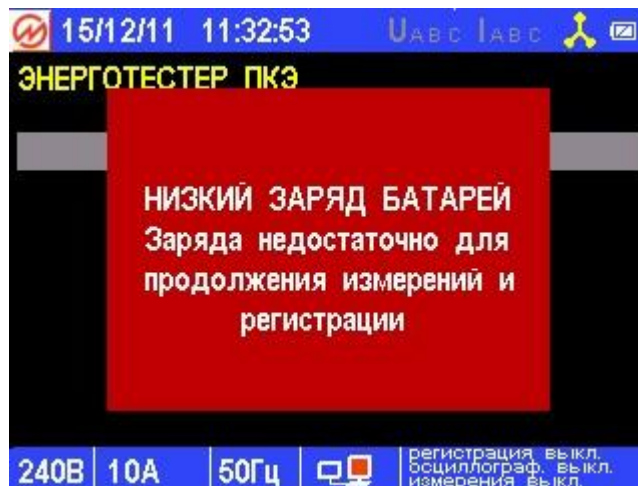 15/12/11 11:32:53 UABC IABC
ЭНЕРГОТЕСТЕР ПКЭ
НИЗКИЙ ЗАРЯД БАТАРЕЙ
Заряда недостаточно для
продолжения измерений и
регистрации
240В 10А 50Гц
регистрация выкл.
осциллограф. выкл.
измерения выкл.